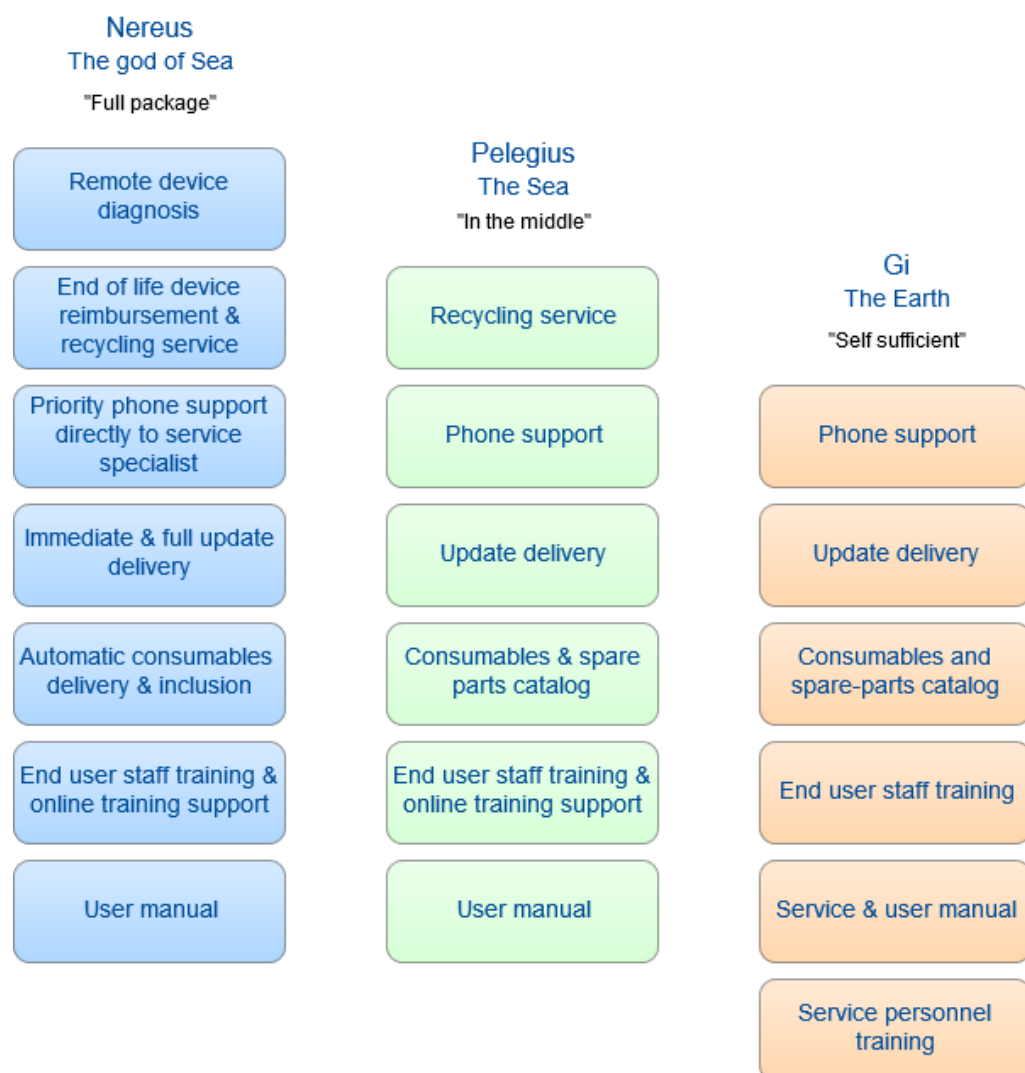 Nereus
The god of Sea
"Full package"
Remote device
diagnosis
End of life device
reimbursement &
recycling service
Priority phone support
directly to service
specialist
Immediate & full update
delivery
Automatic consumables
delivery & inclusion
End user staff training &
online training support
User manual
Pelegius
The Sea
"In the middle"
Recycling service
Phone support
Update delivery
Consumables & spare
parts catalog
End user staff training &
online training support
User manual
Gi
The Earth
"Self sufficient"
Phone support
Update delivery
Consumables and
spare-parts catalog
End user staff training
Service & user manual
Service personnel
training